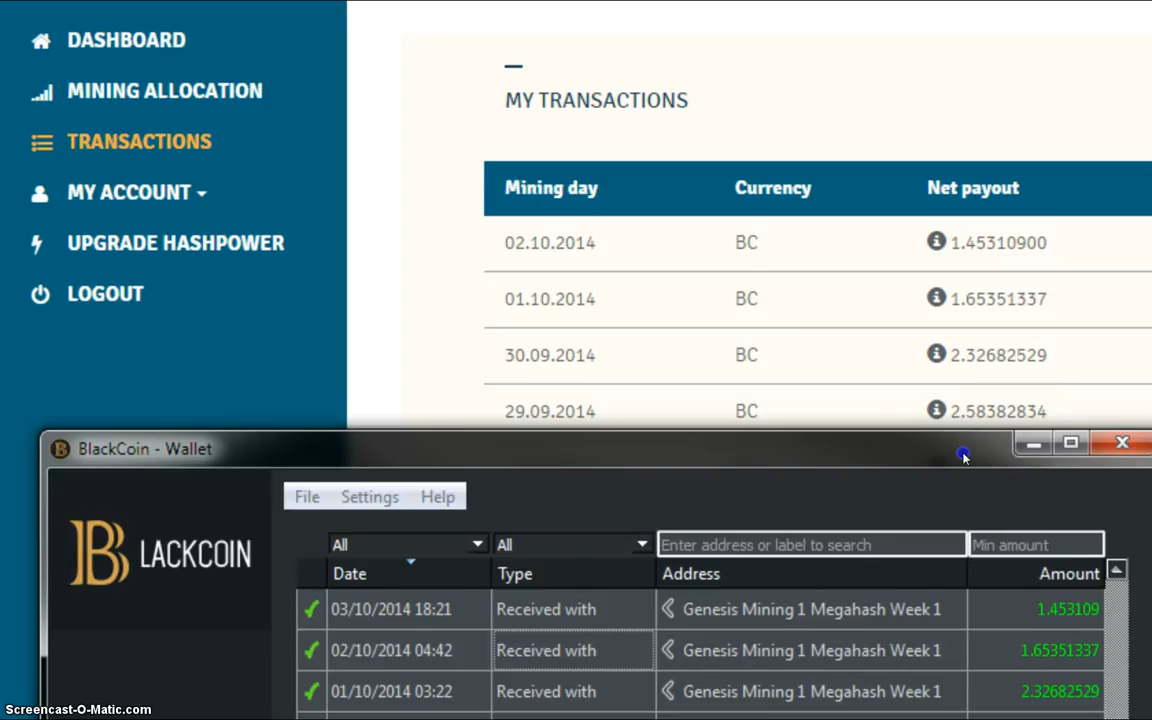 DASHBOARD
MINING ALLOCATION
TRANSACTIONS
MY ACCOUNT
UPGRADE HASHPOWER
LOGOUT
MY TRANSACTIONS
Mining day Currency Net payout
02.10.2014 BC 1.45310900
01.10.2014 BC 1.65351337
30.09.2014 BC 2.32682529
29.09.2014 BC 2.58382834
BlackCoin - Wallet
File Settings Help
BLACKCOIN
All All Enter address or label to search Min amount
Date Type Address Amount
03/10/2014 18:21 Received with Genesis Mining 1 Megahash Week 1 1.453109
02/10/2014 04:42 Received with Genesis Mining 1 Megahash Week 1 1.65351337
01/10/2014 03:22 Received with Genesis Mining 1 Megahash Week 1 2.32682529
Screencast-O-Matic.com